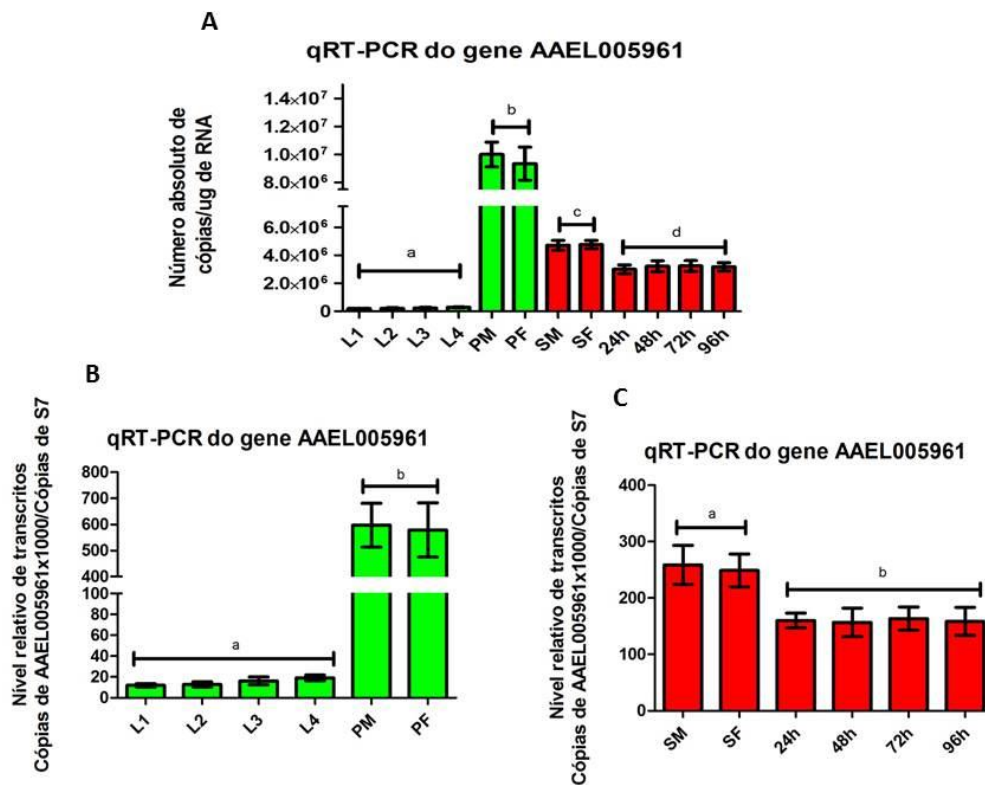 A
qRT-PCR do gene AAEL005961
Número absoluto de
cópias/ug de RNA
1.4×10⁷
1.2×10⁷
1.0×10⁷
8.0×10⁶
6.0×10⁶
4.0×10⁶
2.0×10⁶
0
a
b
c
d
L1
L2
L3
L4
PM
PF
SM
SF
24h
48h
72h
96h
B
qRT-PCR do gene AAEL005961
Nivel relativo de transcritos
Cópias de AAEL005961x1000/Cópias de S7
800
700
600
500
400
80
60
40
20
0
a
b
L1
L2
L3
L4
PM
PF
C
qRT-PCR do gene AAEL005961
Nível relativo de transcritos
Cópias de AAEL005961x1000/Cópias de S7
400
300
200
100
0
a
b
SM
SF
24h
48h
72h
96h